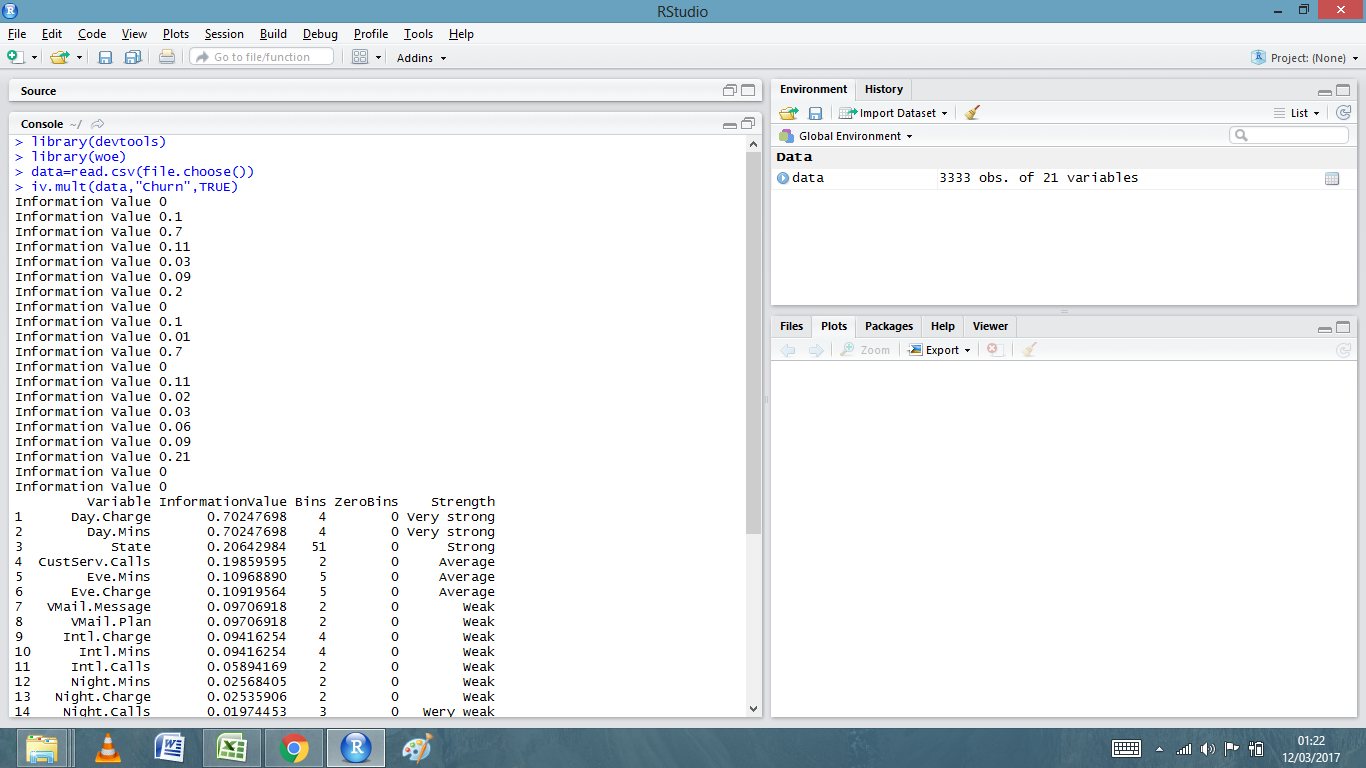 RStudio
File Edit Code View Plots Session Build Debug Profile Tools Help
Go to file/function Addins Project: (None)
Source
Console ~/
> library(devtools)
> library(woe)
> data=read.csv(file.choose())
> iv.mult(data,"Churn",TRUE)
Information Value 0
Information Value 0.1
Information Value 0.7
Information Value 0.11
Information Value 0.03
Information Value 0.09
Information Value 0.2
Information Value 0
Information Value 0.1
Information Value 0.01
Information Value 0.7
Information Value 0
Information Value 0.11
Information Value 0.02
Information Value 0.03
Information Value 0.06
Information Value 0.09
Information Value 0.21
Information Value 0
Information Value 0
Variable InformationValue Bins ZeroBins Strength
1 Day.Charge 0.70247698 4 0 Very strong
2 Day.Mins 0.70247698 4 0 Very strong
3 State 0.20642984 51 0 Strong
4 CustServ.Calls 0.19859595 2 0 Average
5 Eve.Mins 0.10968890 5 0 Average
6 Eve.Charge 0.10919564 5 0 Average
7 VMail.Message 0.09706918 2 0 Weak
8 VMail.Plan 0.09706918 2 0 Weak
9 Intl.Charge 0.09416254 4 0 Weak
10 Intl.Mins 0.09416254 4 0 Weak
11 Intl.Calls 0.05894169 2 0 Weak
12 Night.Mins 0.02568405 2 0 Weak
13 Night.Charge 0.02535906 2 0 Weak
14 Night.Calls 0.01974453 3 0 Wery weak
Environment History
Import Dataset List
Global Environment
Data
data 3333 obs. of 21 variables
Files Plots Packages Help Viewer
Zoom Export
01:22
12/03/2017